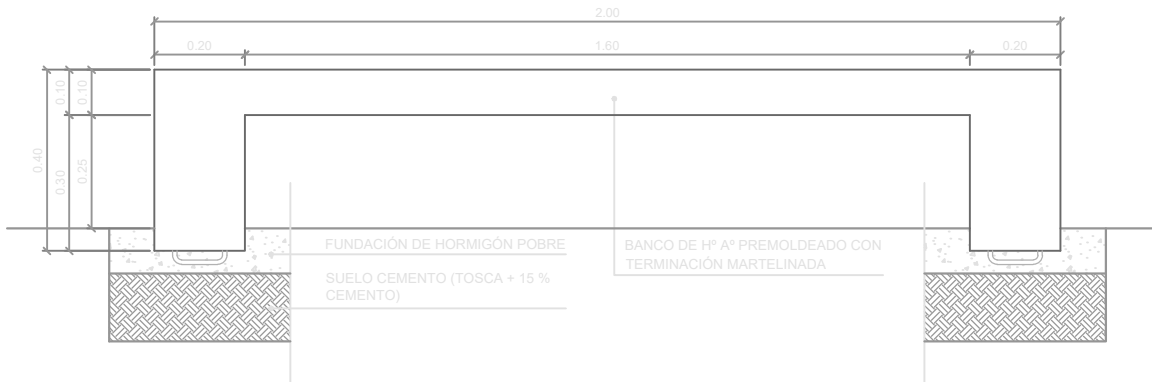 2.00
0.20
1.60
0.20
0.10
0.10
0.40
0.30
0.25
FUNDACIÓN DE HORMIGÓN POBRE
SUELO CEMENTO (TOSCA + 15 %
CEMENTO)
BANCO DE Hº Aº PREMOLDEADO CON
TERMINACIÓN MARTELINADA